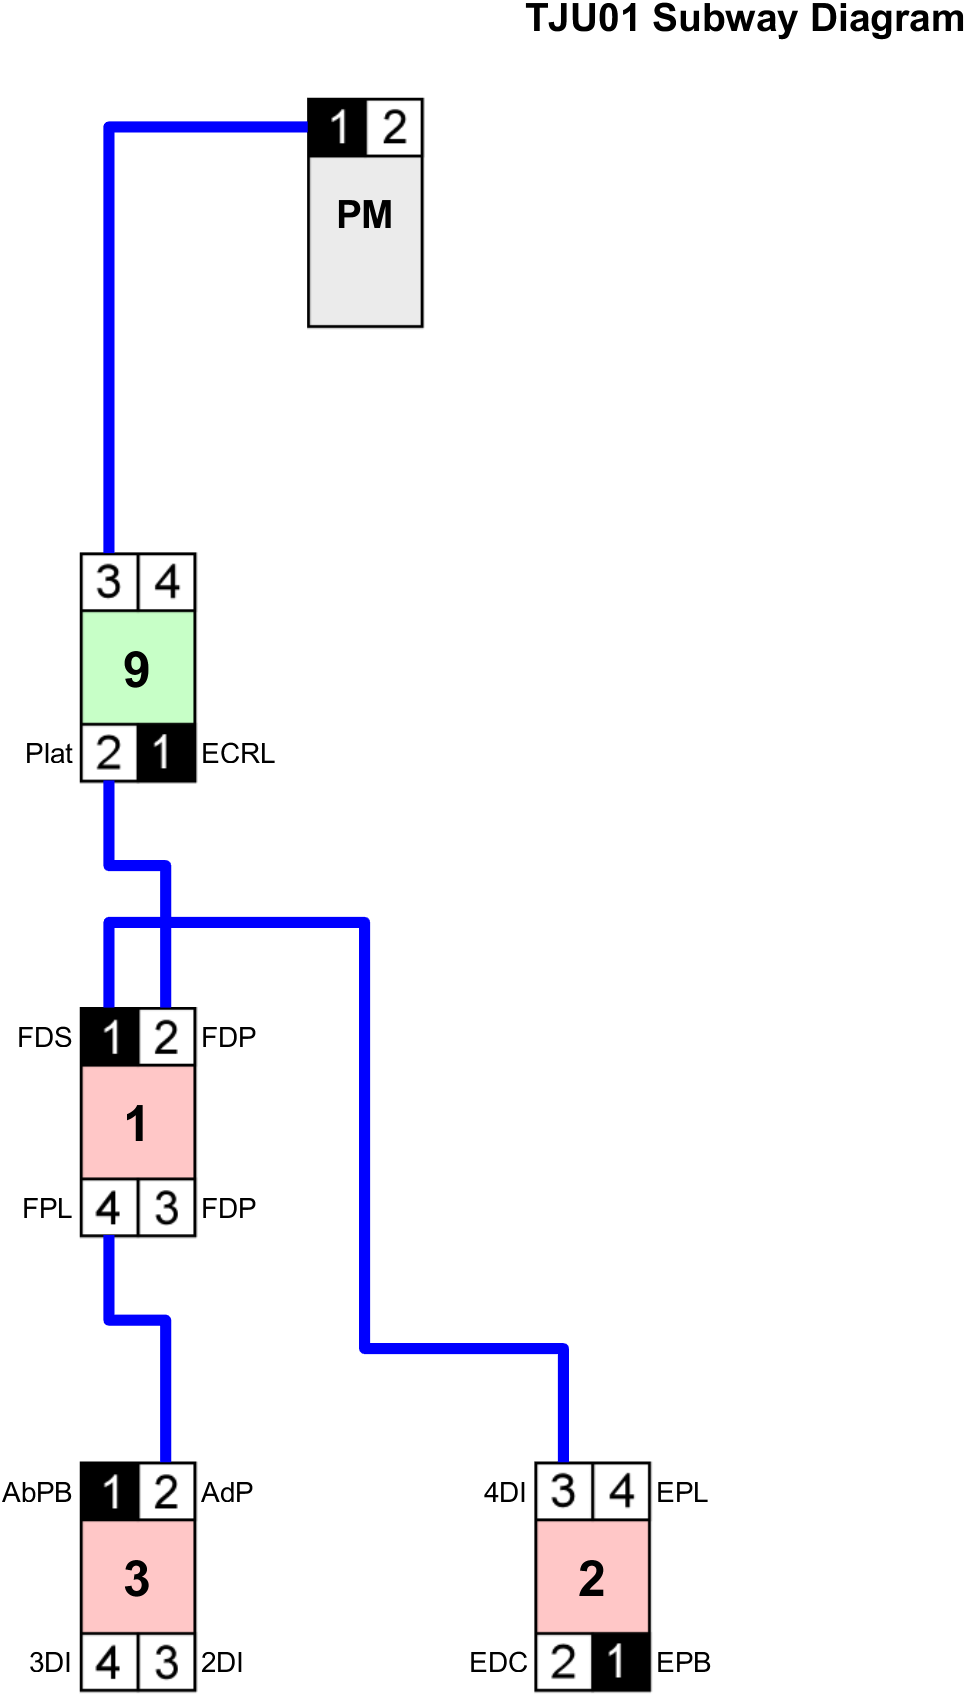 TJU01 Subway Diagram
1 2
PM
3 4
9
Plat 2 1 ECRL
FDS 1 2 FDP
1
FPL 4 3 FDP
AbPB 1 2 AdP
3
3DI 4 3 2DI
4DI 3 4 EPL
2
EDC 2 1 EPB